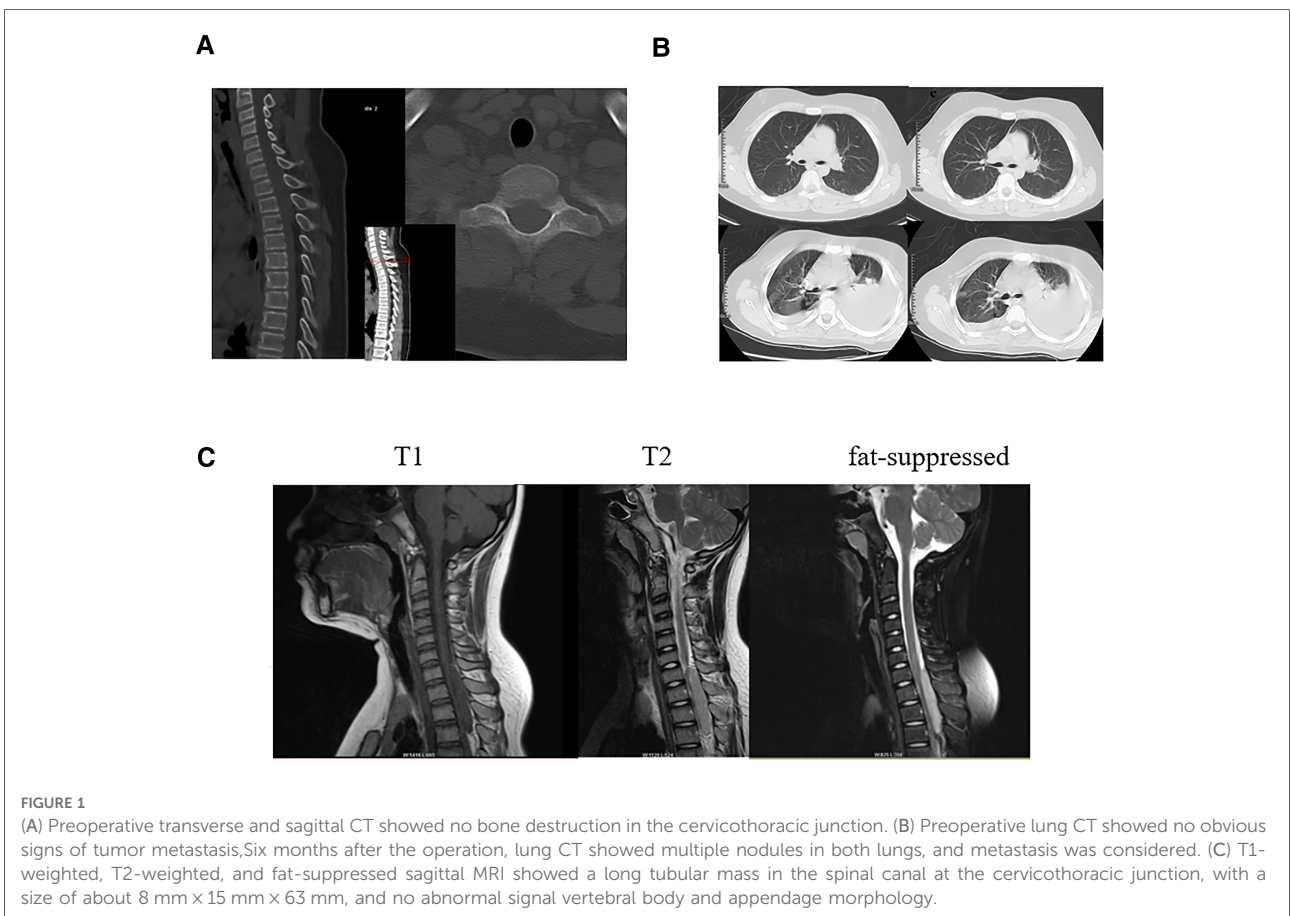 A
B
C
T1
T2
fat-suppressed
FIGURE 1
(A) Preoperative transverse and sagittal CT showed no bone destruction in the cervicothoracic junction. (B) Preoperative lung CT showed no obvious
signs of tumor metastasis,Six months after the operation, lung CT showed multiple nodules in both lungs, and metastasis was considered. (C) T1-
weighted, T2-weighted, and fat-suppressed sagittal MRI showed a long tubular mass in the spinal canal at the cervicothoracic junction, with a
size of about 8 mm × 15 mm × 63 mm, and no abnormal signal vertebral body and appendage morphology.